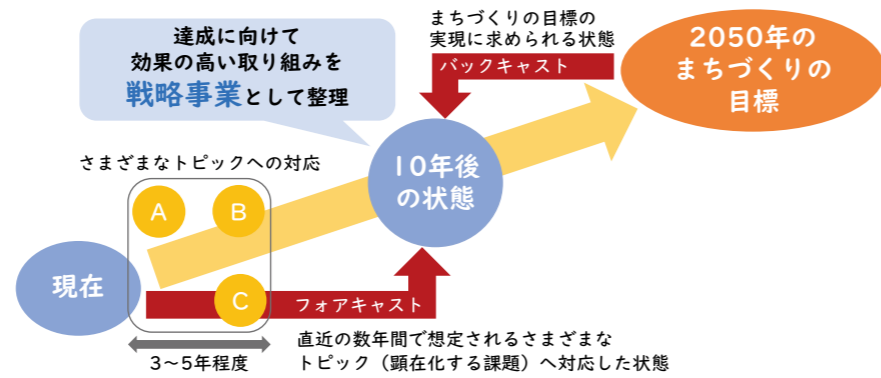 達成に向けて
効果の高い取り組みを
戦略事業として整理
まちづくりの目標の
実現に求められる状態
バックキャスト
2050年の
まちづくりの
目標
10年後
の状態
さまざまなトピックへの対応
A
B
C
現在
フォアキャスト
3~5年程度
直近の数年間で想定されるさまざまな
トピック（顕在化する課題）へ対応した状態